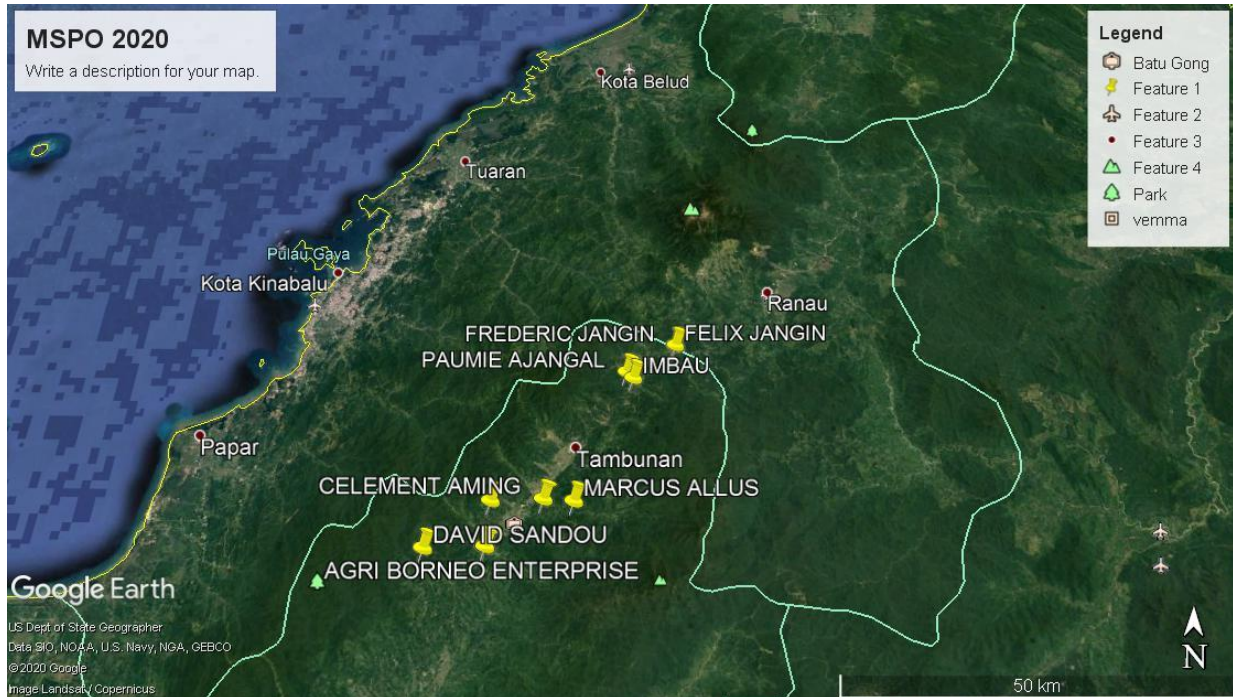 MSPO 2020
Write a description for your map.
Legend
Batu Gong
Feature 1
Feature 2
Feature 3
Feature 4
Park
vemma
Kota Belud
Tuaran
Pulau Gaya
Kota Kinabalu
Ranau
FREDERIC JANGIN
FELIX JANGIN
PAUMIE AJANGAL
IMBAU
Papar
Tambunan
CELEMENT AMING
MARCUS ALLUS
DAVID SANDOU
AGRI BORNEO ENTERPRISE
Google Earth
US Dept of State Geographer
Data SIO, NOAA, U.S. Navy, NGA, GEBCO
©2020 Google
Image Landsat / Copernicus
N
50 km